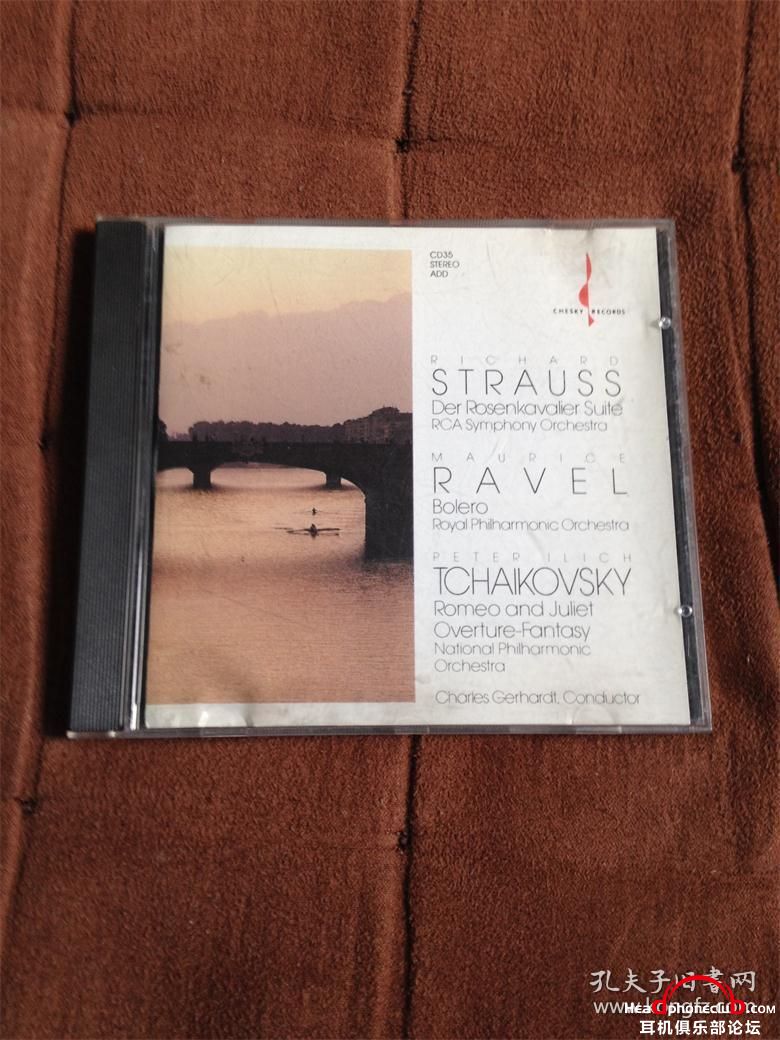 CD35
STEREO
ADD
CHESKY RECORDS
RICHARD
STRAUSS
Der Rosenkavalier Suite
RCA Symphony Orchestra
MAURICE
RAVEL
Bolero
Royal Philharmonic Orchestra
PETER ILICH
TCHAIKOVSKY
Romeo and Juliet
Overture-Fantasy
National Philharmonic
Orchestra
Charles Gerhardt, Conductor
孔夫子旧书网
耳机俱乐部论坛